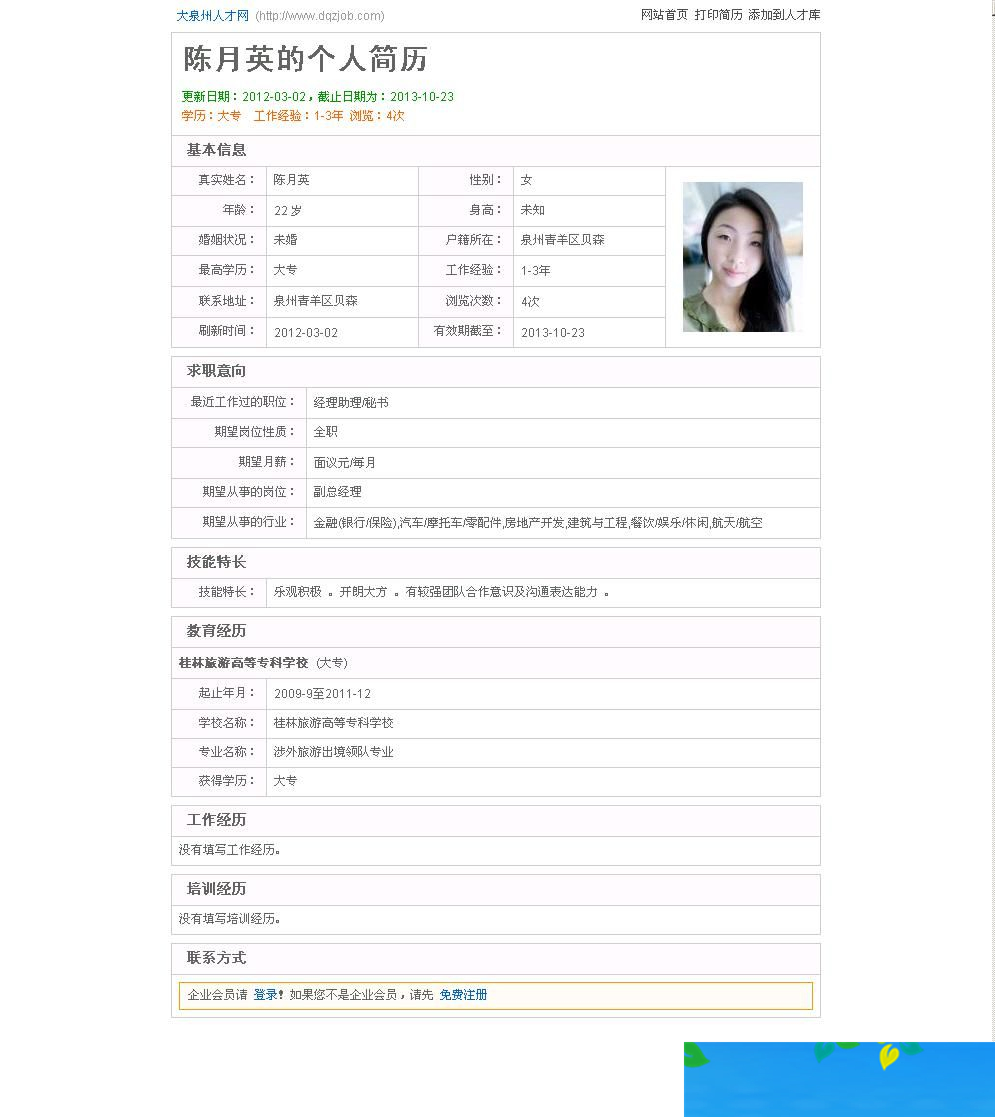 大泉州人才网 (http://www.dqzjob.com) 网站首页 打印简历 添加到人才库
陈月英的个人简历
更新日期：2012-03-02，截止日期为：2013-10-23
学历：大专 工作经验：1-3年 浏览：4次
基本信息
真实姓名： 陈月英 性别： 女
年龄： 22 岁 身高： 未知
婚姻状况： 未婚 户籍所在： 泉州青羊区贝森
最高学历： 大专 工作经验： 1-3年
联系地址： 泉州青羊区贝森 浏览次数： 4次
刷新时间： 2012-03-02 有效期截至： 2013-10-23
求职意向
最近工作过的职位： 经理助理/秘书
期望岗位性质： 全职
期望月薪： 面议元/每月
期望从事的岗位： 副总经理
期望从事的行业： 金融(银行/保险),汽车/摩托车/零配件,房地产开发,建筑与工程,餐饮/娱乐/休闲,航天/航空
技能特长
技能特长： 乐观积极 。开朗大方 。有较强团队合作意识及沟通表达能力 。
教育经历
桂林旅游高等专科学校 (大专)
起止年月： 2009-9至2011-12
学校名称： 桂林旅游高等专科学校
专业名称： 涉外旅游出境领队专业
获得学历： 大专
工作经历
没有填写工作经历。
培训经历
没有填写培训经历。
联系方式
企业会员请 登录! 如果您不是企业会员，请先 免费注册